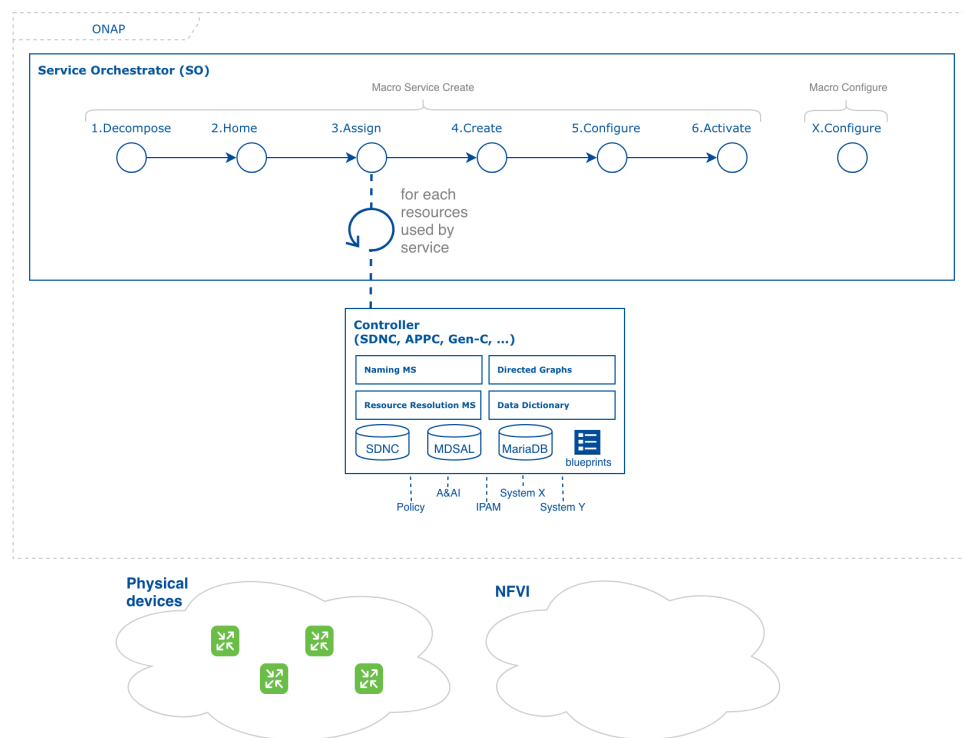 ONAP
Service Orchestrator (SO)
Macro Service Create
Macro Configure
1.Decompose
2.Home
3.Assign
4.Create
5.Configure
6.Activate
X.Configure
for each
resources
used by
service
Controller
(SDNC, APPC, Gen-C, ...)
Naming MS
Directed Graphs
Resource Resolution MS
Data Dictionary
SDNC
MDSAL
MariaDB
blueprints
A&AI
System X
Policy
IPAM
System Y
Physical
devices
NFVI